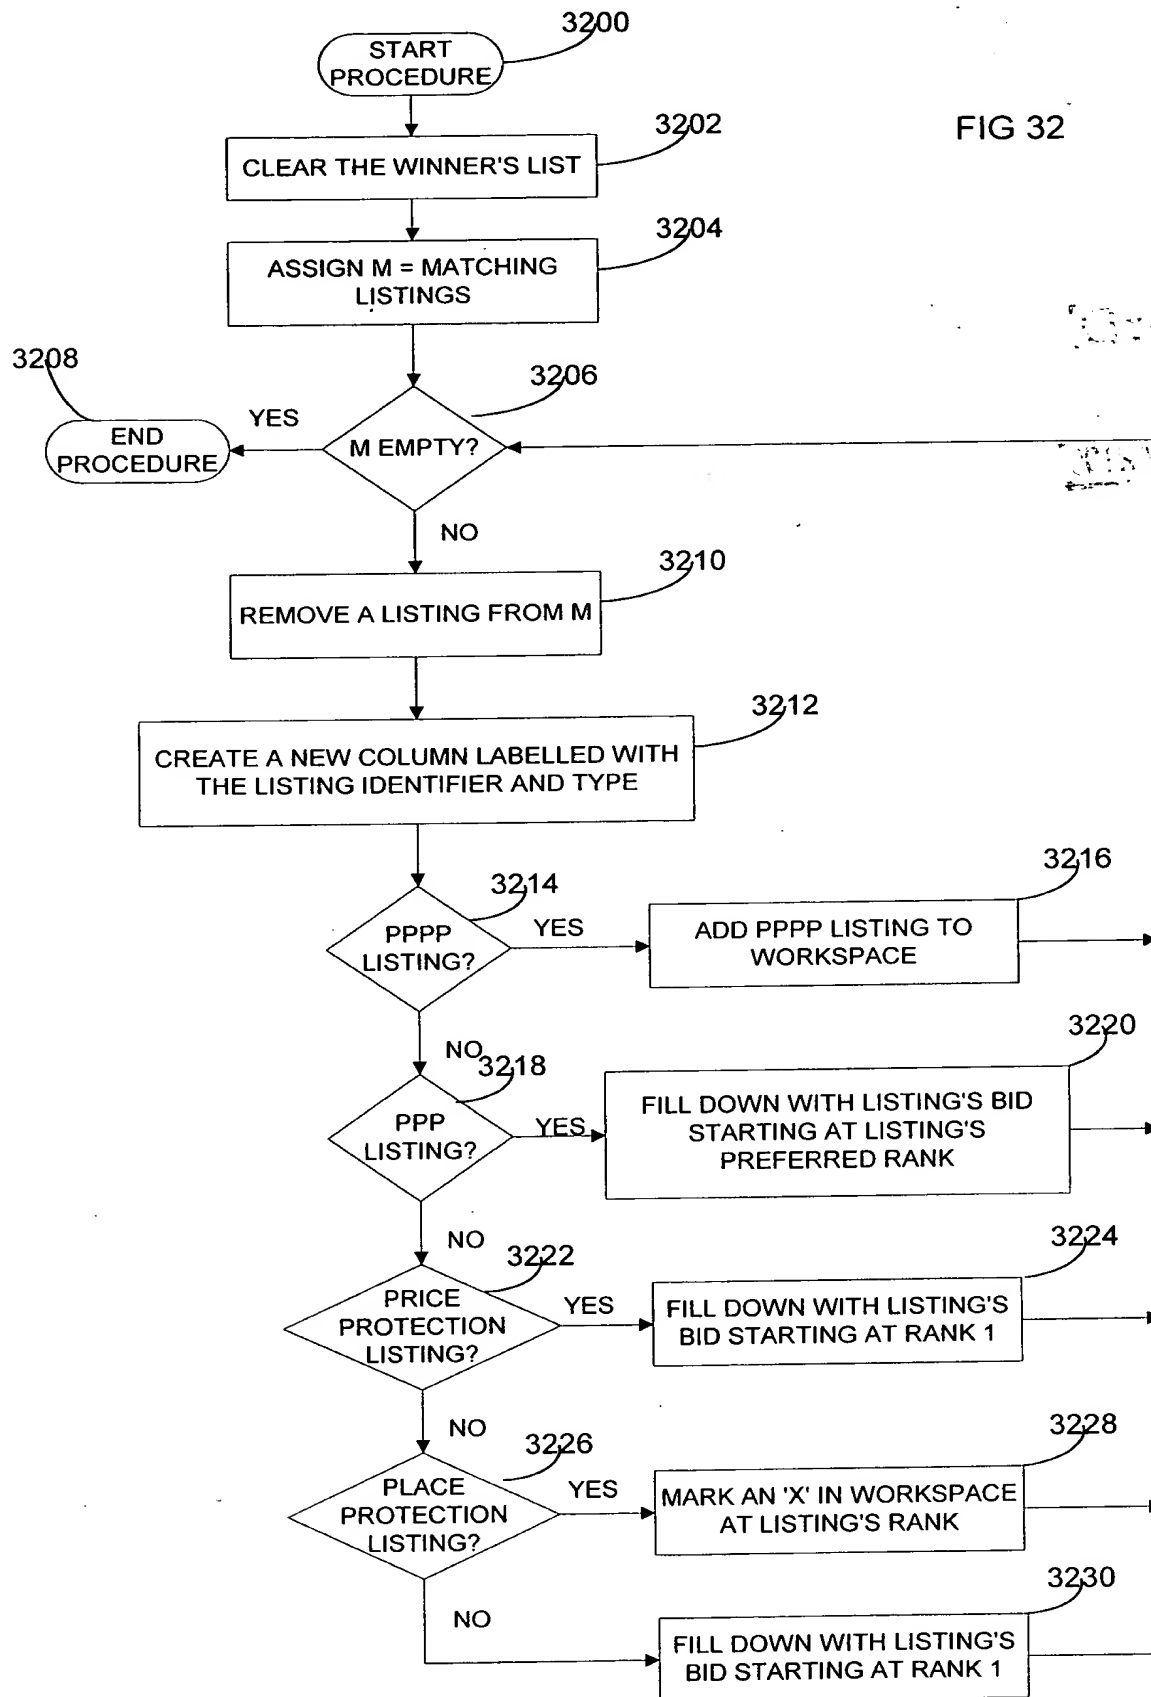 3200
START
PROCEDURE
FIG 32
3202
CLEAR THE WINNER'S LIST
3204
ASSIGN M = MATCHING
LISTINGS
3208
3206
YES
END
PROCEDURE
M EMPTY?
NO
3210
REMOVE A LISTING FROM M
3212
CREATE A NEW COLUMN LABELLED WITH
THE LISTING IDENTIFIER AND TYPE
3214
3216
PPPP
LISTING?
YES
ADD PPPP LISTING TO
WORKSPACE
NO
3218
3220
PPP
LISTING?
YES
FILL DOWN WITH LISTING'S BID
STARTING AT LISTING'S
PREFERRED RANK
NO
3222
3224
PRICE
PROTECTION
LISTING?
YES
FILL DOWN WITH LISTING'S
BID STARTING AT RANK 1
NO
3226
3228
PLACE
PROTECTION
LISTING?
YES
MARK AN 'X' IN WORKSPACE
AT LISTING'S RANK
NO
3230
FILL DOWN WITH LISTING'S
BID STARTING AT RANK 1